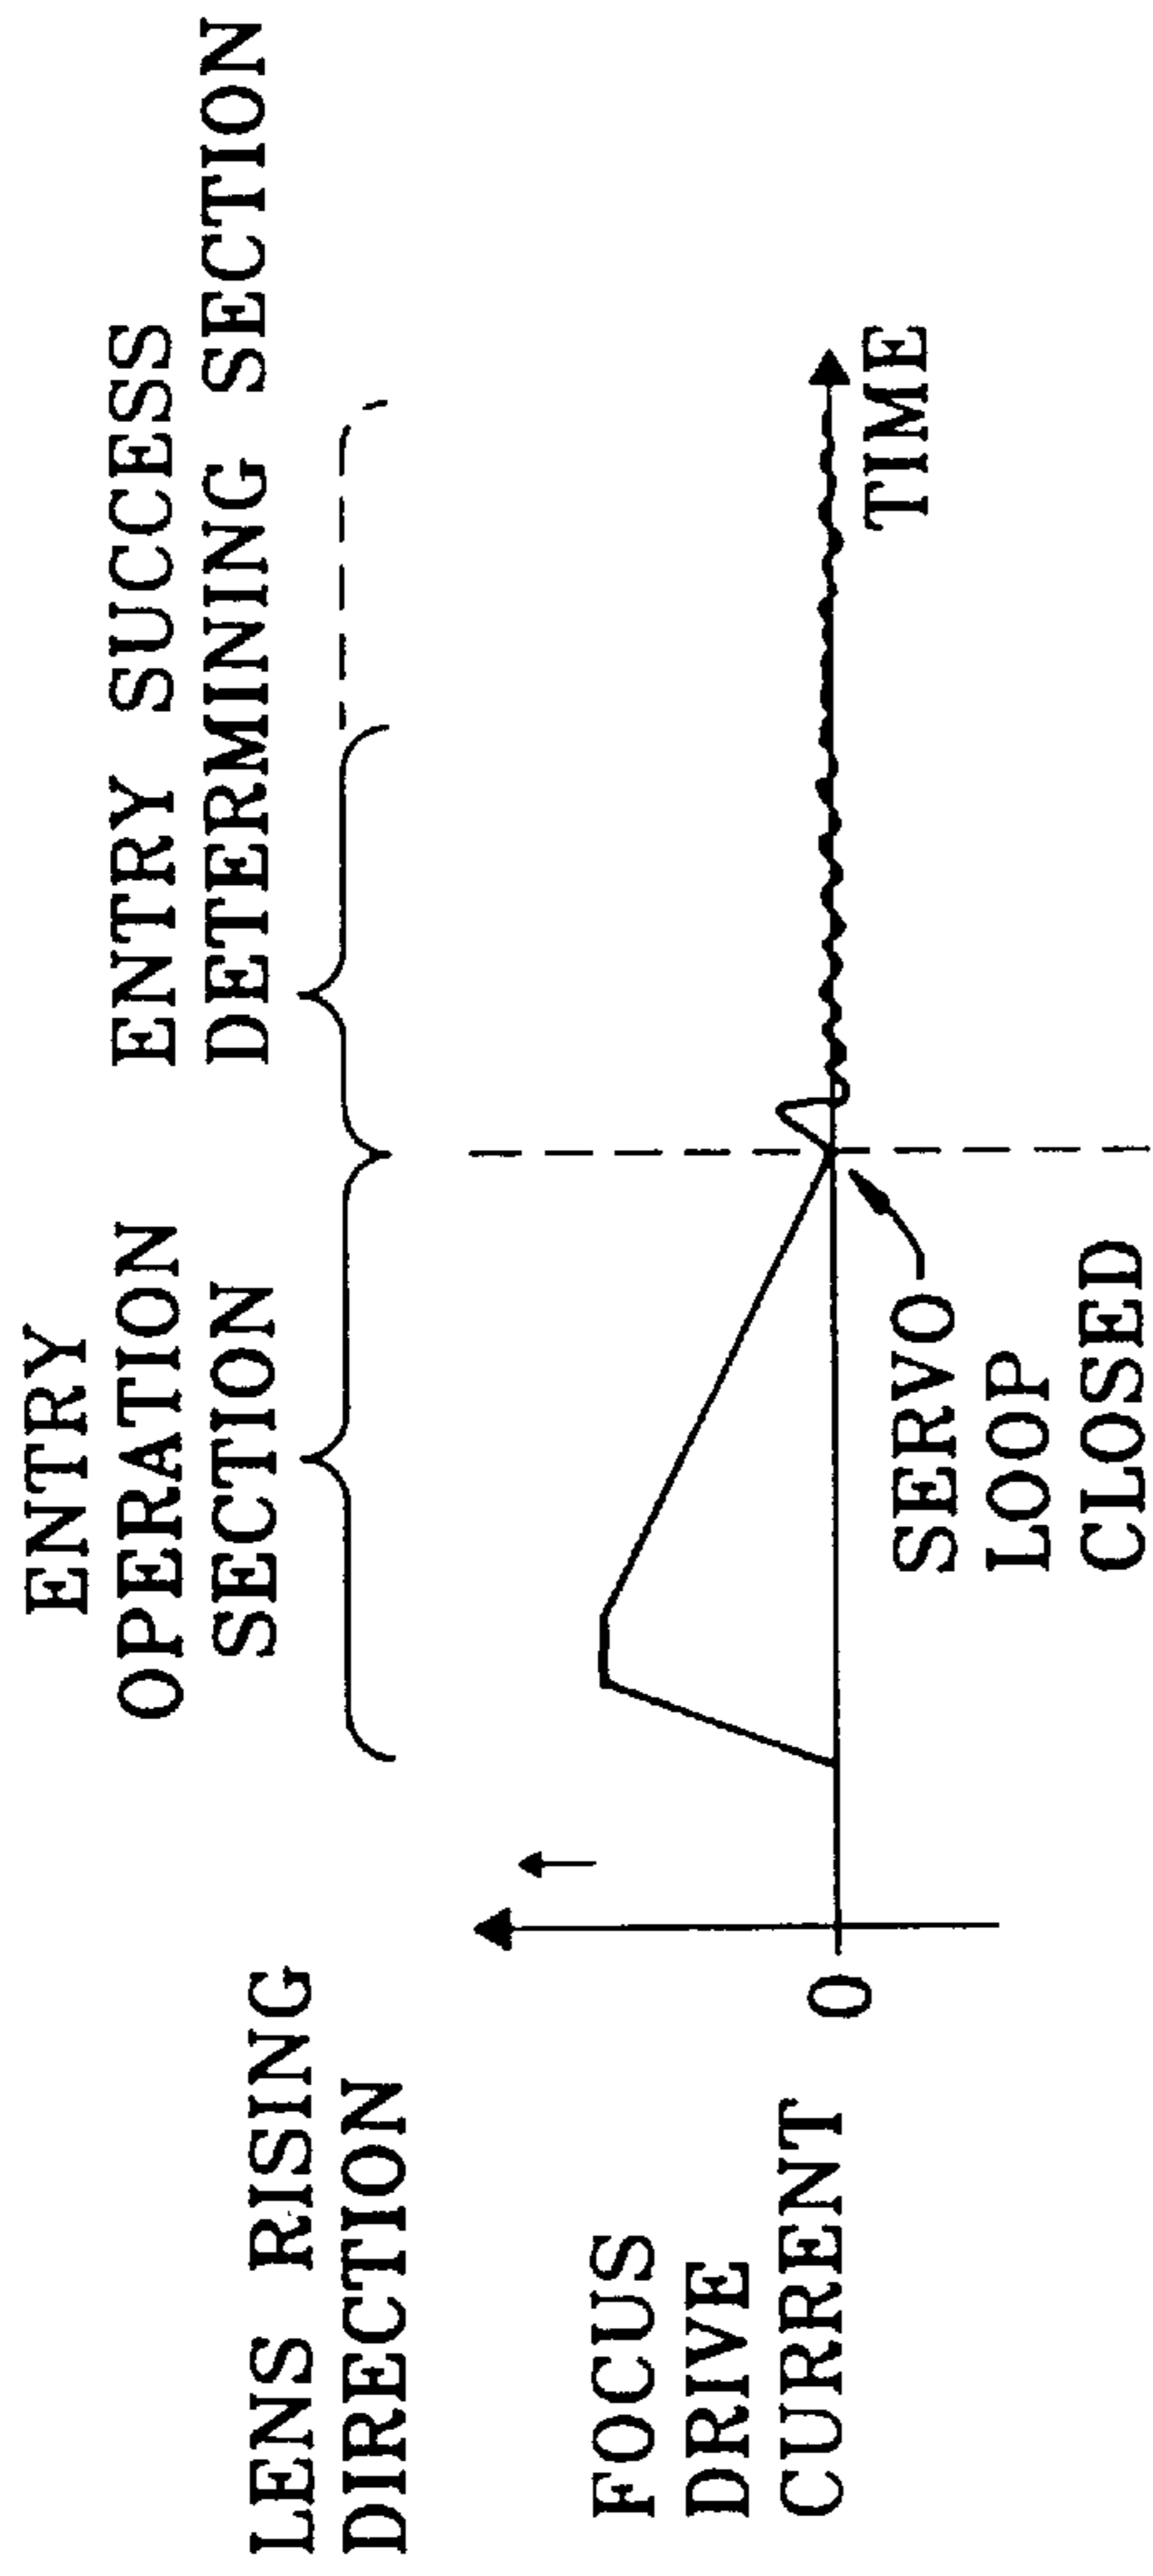 ENTRY
OPERATION
SECTION
ENTRY SUCCESS
DETERMINING SECTION
LENS RISING
DIRECTION
FOCUS
DRIVE
CURRENT
0
SERVO
LOOP
CLOSED
TIME